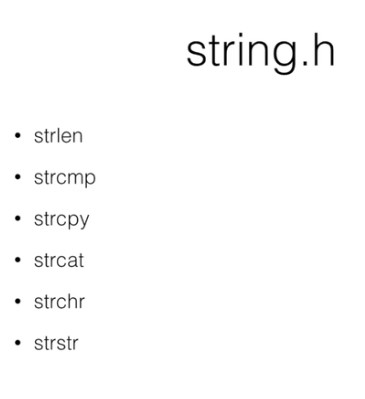 string.h
• strlen
• strcmp
• strcpy
• strcat
• strchr
• strstr